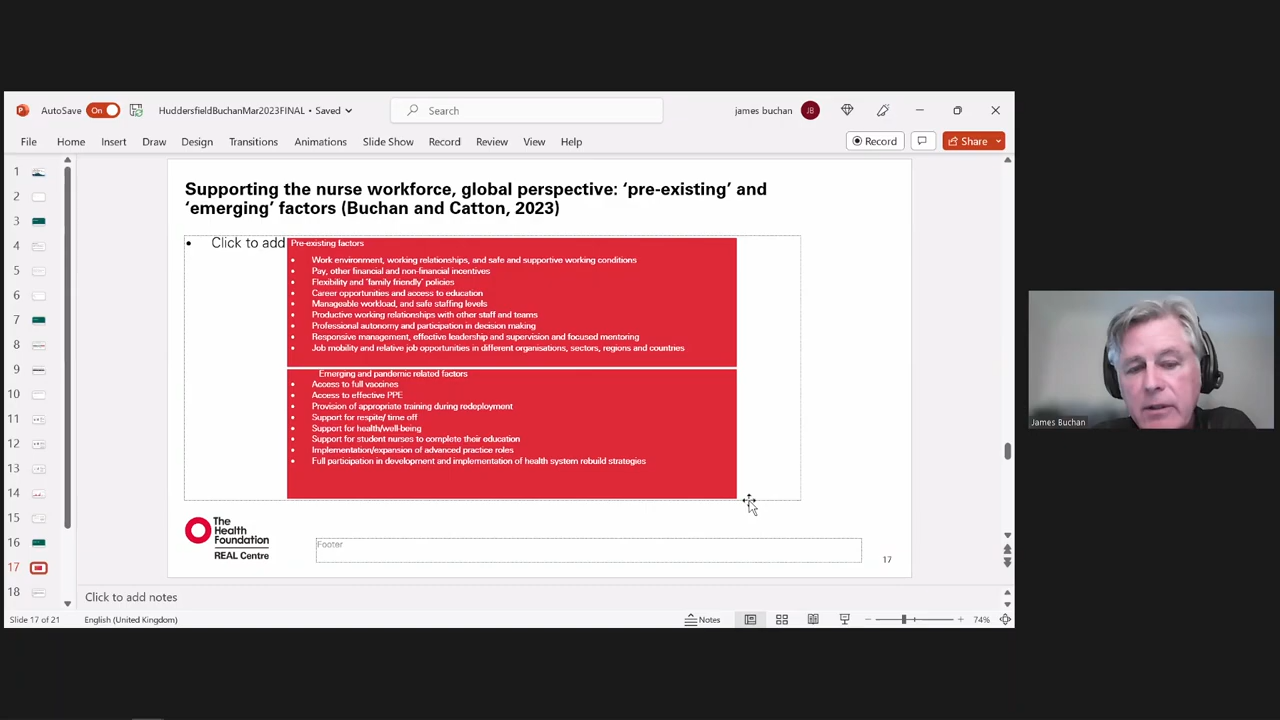 AutoSave On HuddersfieldBuchanMar2023FINAL • Saved Search james buchan JB
File Home Insert Draw Design Transitions Animations Slide Show Record Review View Help Record Share
1
2
3
4
5
6
7
8
9
10
11
12
13
14
15
16
17
18
Supporting the nurse workforce, global perspective: ‘pre-existing’ and
‘emerging’ factors (Buchan and Catton, 2023)
• Click to add
Pre-existing factors
• Work environment, working relationships, and safe and supportive working conditions
• Pay, other financial and non-financial incentives
• Flexibility and ‘family friendly’ policies
• Career opportunities and access to education
• Manageable workload, and safe staffing levels
• Productive working relationships with other staff and teams
• Professional autonomy and participation in decision making
• Responsive management, effective leadership and supervision and focused mentoring
• Job mobility and relative job opportunities in different organisations, sectors, regions and countries
Emerging and pandemic related factors
• Access to full vaccines
• Access to effective PPE
• Provision of appropriate training during redeployment
• Support for respite/ time off
• Support for health/well-being
• Support for student nurses to complete their education
• Implementation/expansion of advanced practice roles
• Full participation in development and implementation of health system rebuild strategies
The
Health
Foundation
REAL Centre
Footer
17
Click to add notes
Slide 17 of 21 English (United Kingdom) Notes 74%
James Buchan